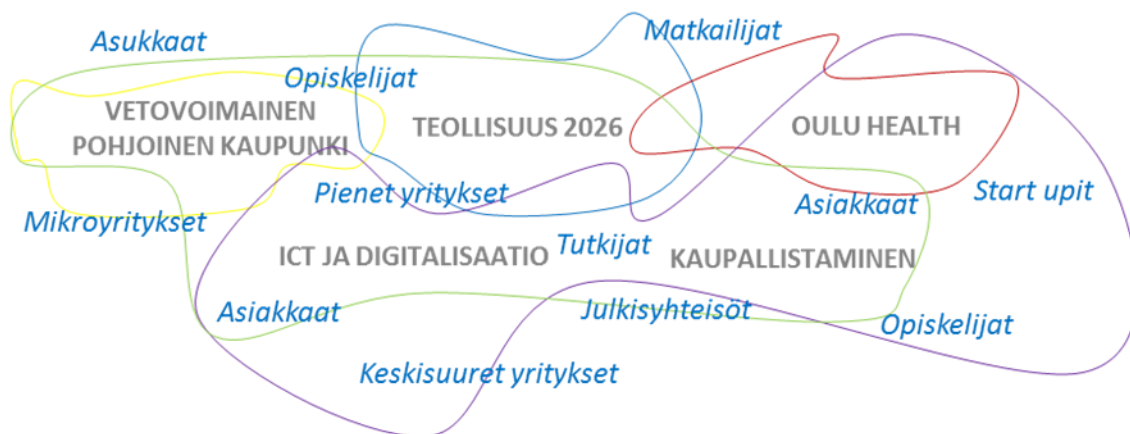 Asukkaat
Matkailijat
Opiskelijat
VETOVOIMAINEN
POHJOINEN KAUPUNKI
TEOLLISUUS 2026
OULU HEALTH
Pienet yritykset
Start upit
Asiakkaat
Mikroyritykset
Tutkijat
ICT JA DIGITALISAATIO
KAUPALLISTAMINEN
Asiakkaat
Julkisyhteisöt
Opiskelijat
Keskisuuret yritykset